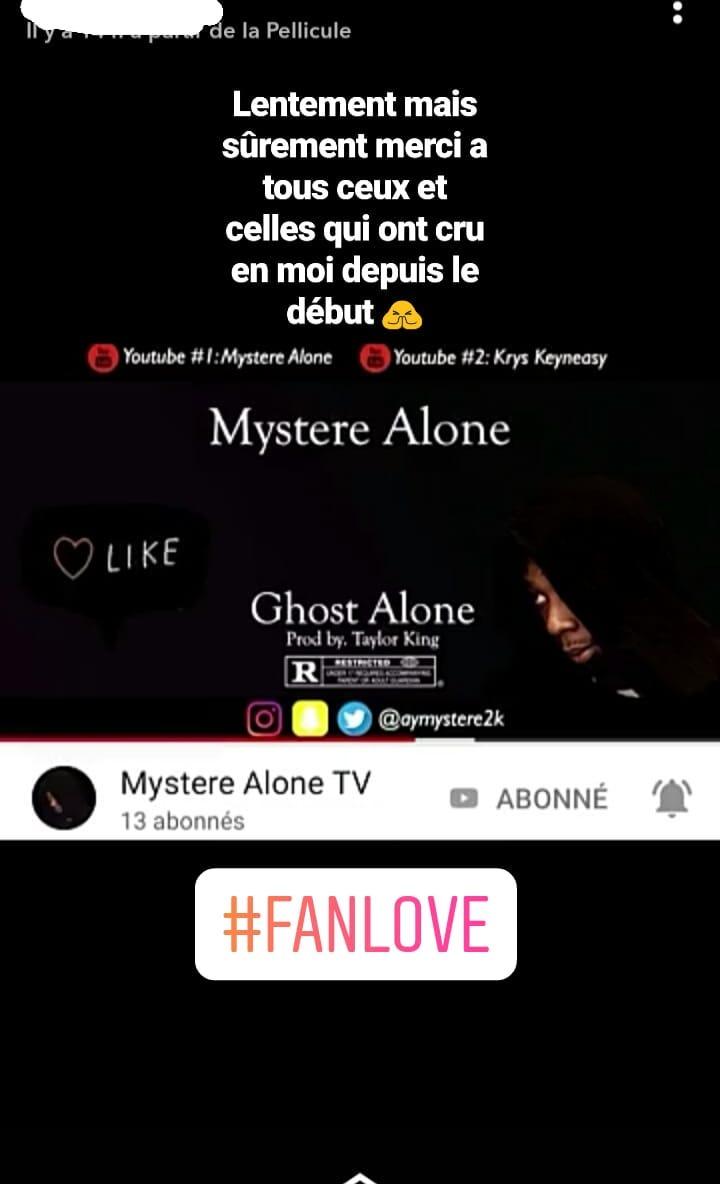 de la Pellicule
Lentement mais
sûrement merci a
tous ceux et
celles qui ont cru
en moi depuis le
début 🙏
Youtube #1:Mystere Alone
Youtube #2: Krys Keyneasy
Mystere Alone
LIKE
Ghost Alone
Prod by. Taylor King
R
RESTRICTED
@aymystere2k
Mystere Alone TV
ABONNÉ
13 abonnés
#FANLOVE